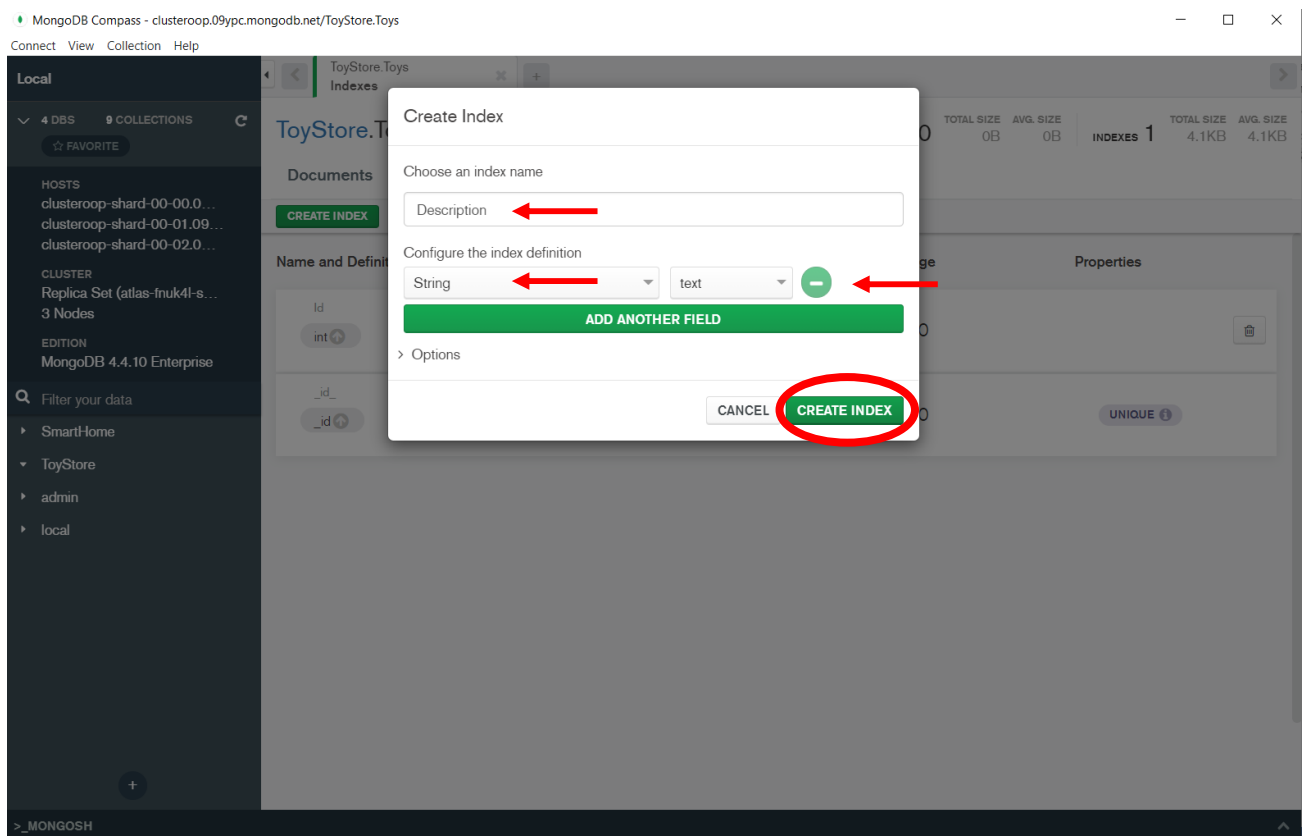 MongoDB Compass - clusteroop.09ypc.mongodb.net/ToyStore.Toys
Connect View Collection Help
Local
4 DBS 9 COLLECTIONS
FAVORITE
HOSTS
clusteroop-shard-00-00.0...
clusteroop-shard-00-01.09...
clusteroop-shard-00-02.0...
CLUSTER
Replica Set (atlas-fnuk4l-s...
3 Nodes
EDITION
MongoDB 4.4.10 Enterprise
Filter your data
SmartHome
ToyStore
admin
local
>_MONGOSH
ToyStore.Toys
Indexes
ToyStore.T
0 TOTAL SIZE 0B AVG. SIZE 0B INDEXES 1 TOTAL SIZE 4.1KB AVG. SIZE 4.1KB
Documents
CREATE INDEX
Name and Definit ge Properties
Id
int 0
_id_
_id 0 UNIQUE
Create Index
Choose an index name
Description
Configure the index definition
String text
ADD ANOTHER FIELD
> Options
CANCEL CREATE INDEX